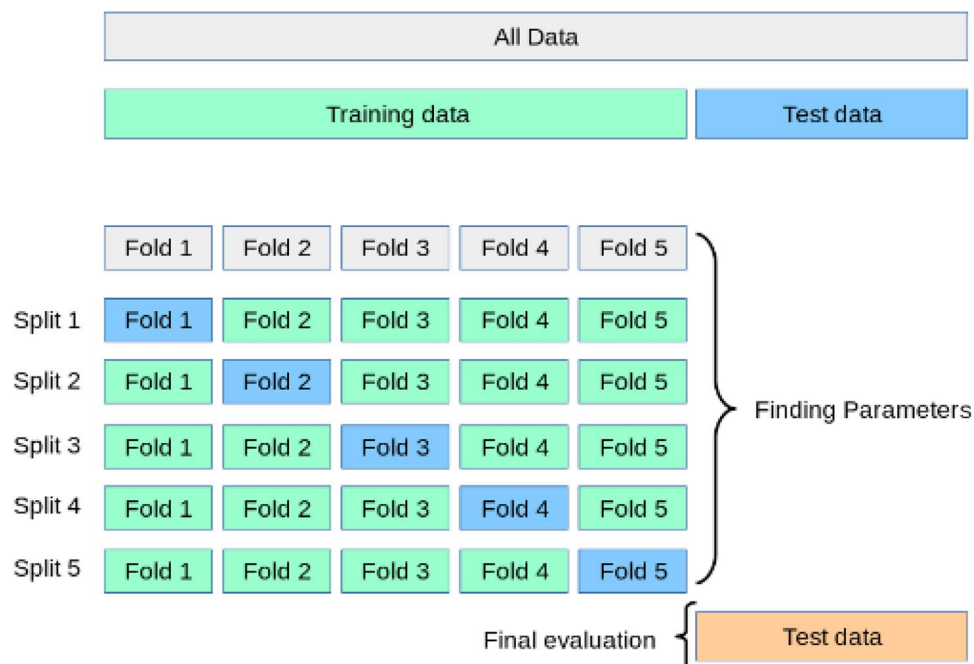 All Data
Training data Test data
Fold 1 Fold 2 Fold 3 Fold 4 Fold 5
Split 1 Fold 1 Fold 2 Fold 3 Fold 4 Fold 5
Split 2 Fold 1 Fold 2 Fold 3 Fold 4 Fold 5
Finding Parameters
Split 3 Fold 1 Fold 2 Fold 3 Fold 4 Fold 5
Split 4 Fold 1 Fold 2 Fold 3 Fold 4 Fold 5
Split 5 Fold 1 Fold 2 Fold 3 Fold 4 Fold 5
Final evaluation Test data